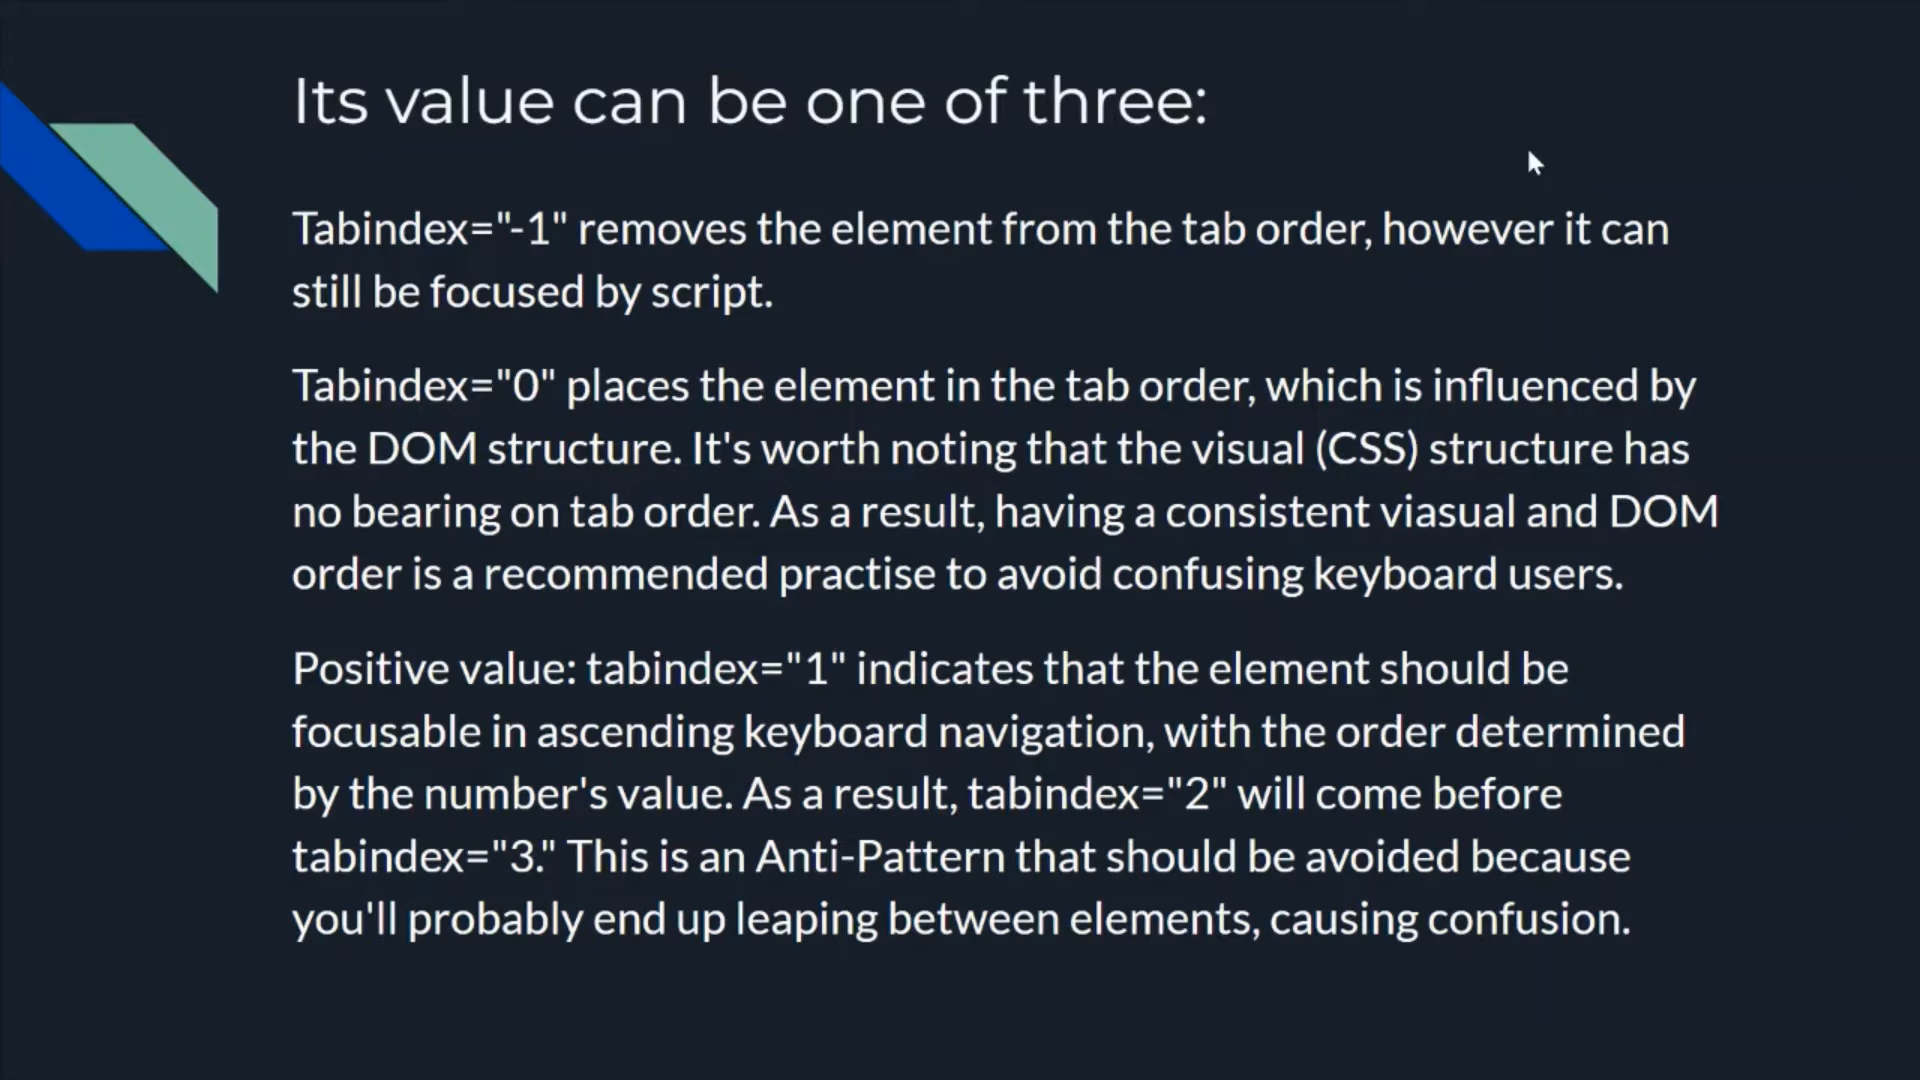 Its value can be one of three:
Tabindex="-1" removes the element from the tab order, however it can
still be focused by script.
Tabindex="0" places the element in the tab order, which is influenced by
the DOM structure. It's worth noting that the visual (CSS) structure has
no bearing on tab order. As a result, having a consistent viasual and DOM
order is a recommended practise to avoid confusing keyboard users.
Positive value: tabindex="1" indicates that the element should be
focusable in ascending keyboard navigation, with the order determined
by the number's value. As a result, tabindex="2" will come before
tabindex="3." This is an Anti-Pattern that should be avoided because
you'll probably end up leaping between elements, causing confusion.